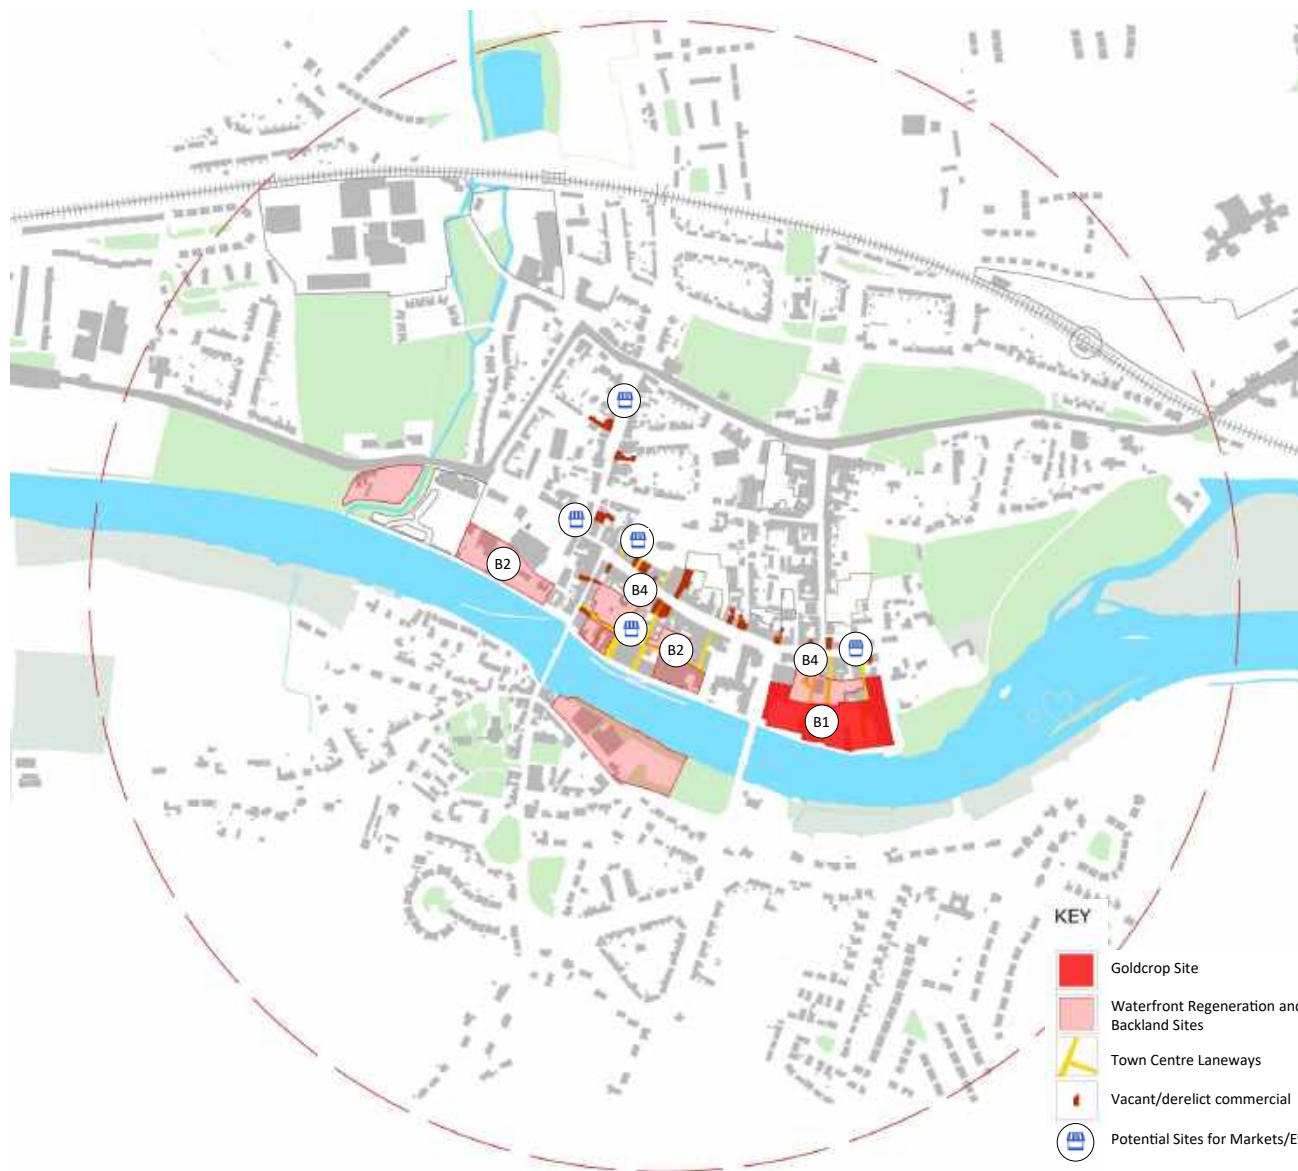 B2
B4
B2
B4
B1
KEY
Goldcrop Site
Waterfront Regeneration and
Backland Sites
Town Centre Laneways
Vacant/derelict commercial
Potential Sites for Markets/E